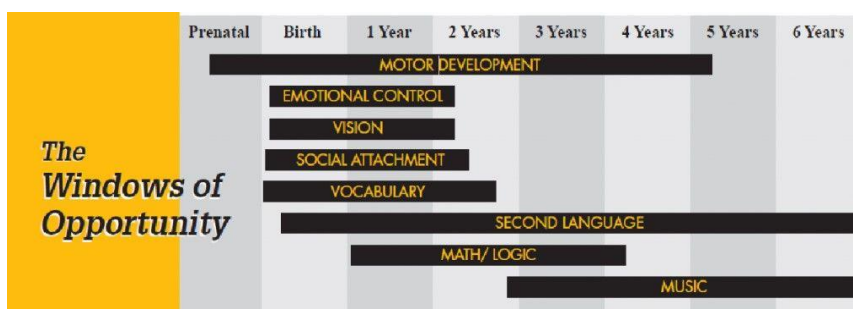 Prenatal Birth 1 Year 2 Years 3 Years 4 Years 5 Years 6 Years
MOTOR DEVELOPMENT
EMOTIONAL CONTROL
VISION
SOCIAL ATTACHMENT
VOCABULARY
SECOND LANGUAGE
MATH/ LOGIC
MUSIC
The
Windows of
Opportunity